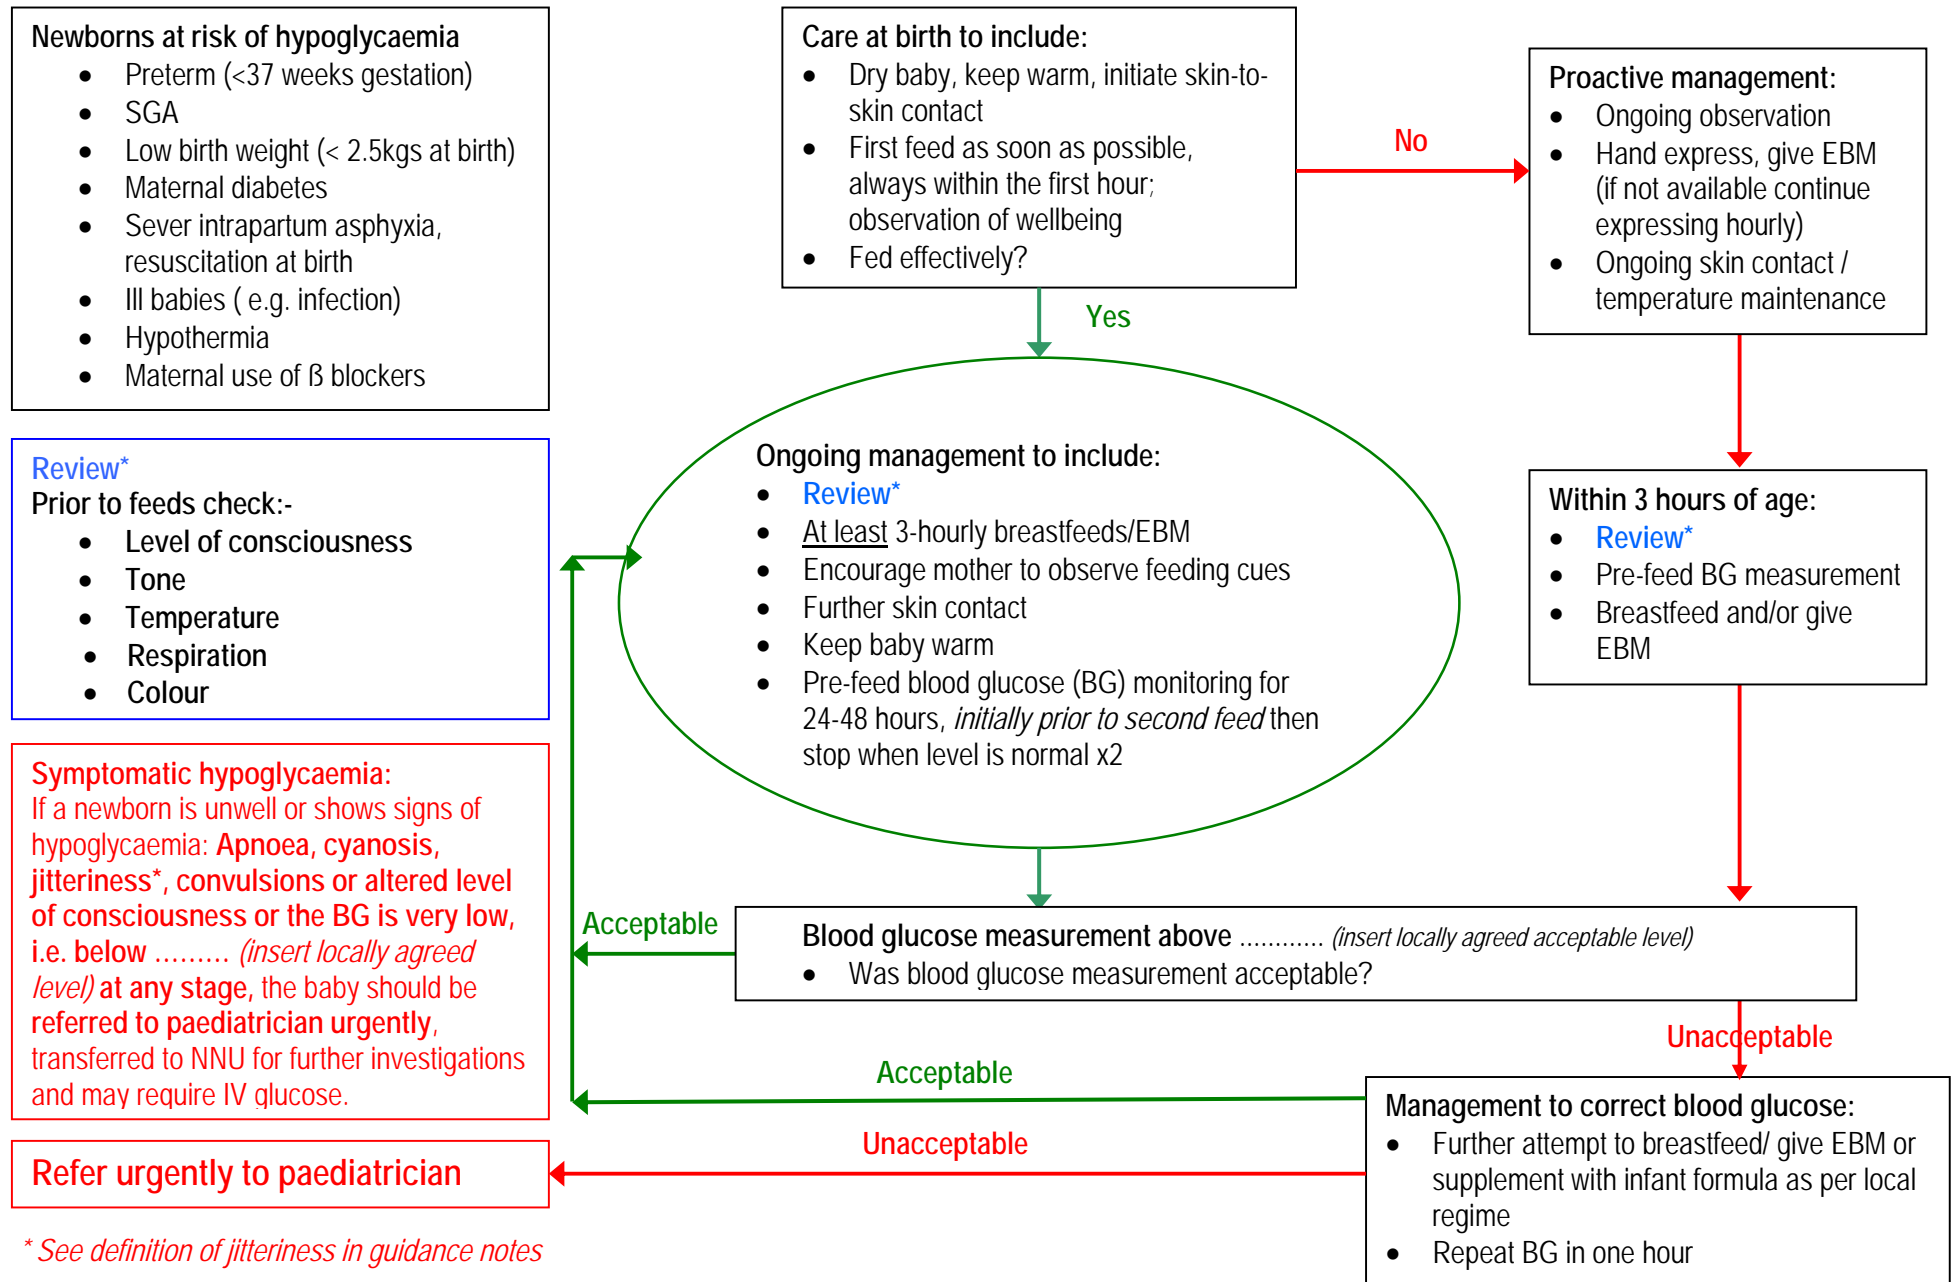 Newborns at risk of hypoglycaemia
• Preterm (<37 weeks gestation)
• SGA
• Low birth weight (< 2.5kgs at birth)
• Maternal diabetes
• Sever intrapartum asphyxia,
resuscitation at birth
• Ill babies ( e.g. infection)
• Hypothermia
• Maternal use of ß blockers
Care at birth to include:
• Dry baby, keep warm, initiate skin-to-
skin contact
• First feed as soon as possible,
always within the first hour;
observation of wellbeing
• Fed effectively?
No
Proactive management:
• Ongoing observation
• Hand express, give EBM
(if not available continue
expressing hourly)
• Ongoing skin contact /
temperature maintenance
Yes
Review*
Prior to feeds check:-
• Level of consciousness
• Tone
• Temperature
• Respiration
• Colour
Ongoing management to include:
• Review*
• At least 3-hourly breastfeeds/EBM
• Encourage mother to observe feeding cues
• Further skin contact
• Keep baby warm
• Pre-feed blood glucose (BG) monitoring for
24-48 hours, initially prior to second feed then
stop when level is normal x2
Within 3 hours of age:
• Review*
• Pre-feed BG measurement
• Breastfeed and/or give
EBM
Symptomatic hypoglycaemia:
If a newborn is unwell or shows signs of
hypoglycaemia: Apnoea, cyanosis,
jitteriness*, convulsions or altered level
of consciousness or the BG is very low,
i.e. below ......... (insert locally agreed
level) at any stage, the baby should be
referred to paediatrician urgently,
transferred to NNU for further investigations
and may require IV glucose.
Acceptable
Blood glucose measurement above ............ (insert locally agreed acceptable level)
• Was blood glucose measurement acceptable?
Unacceptable
Acceptable
Management to correct blood glucose:
• Further attempt to breastfeed/ give EBM or
supplement with infant formula as per local
regime
• Repeat BG in one hour
Unacceptable
Refer urgently to paediatrician
* See definition of jitteriness in guidance notes